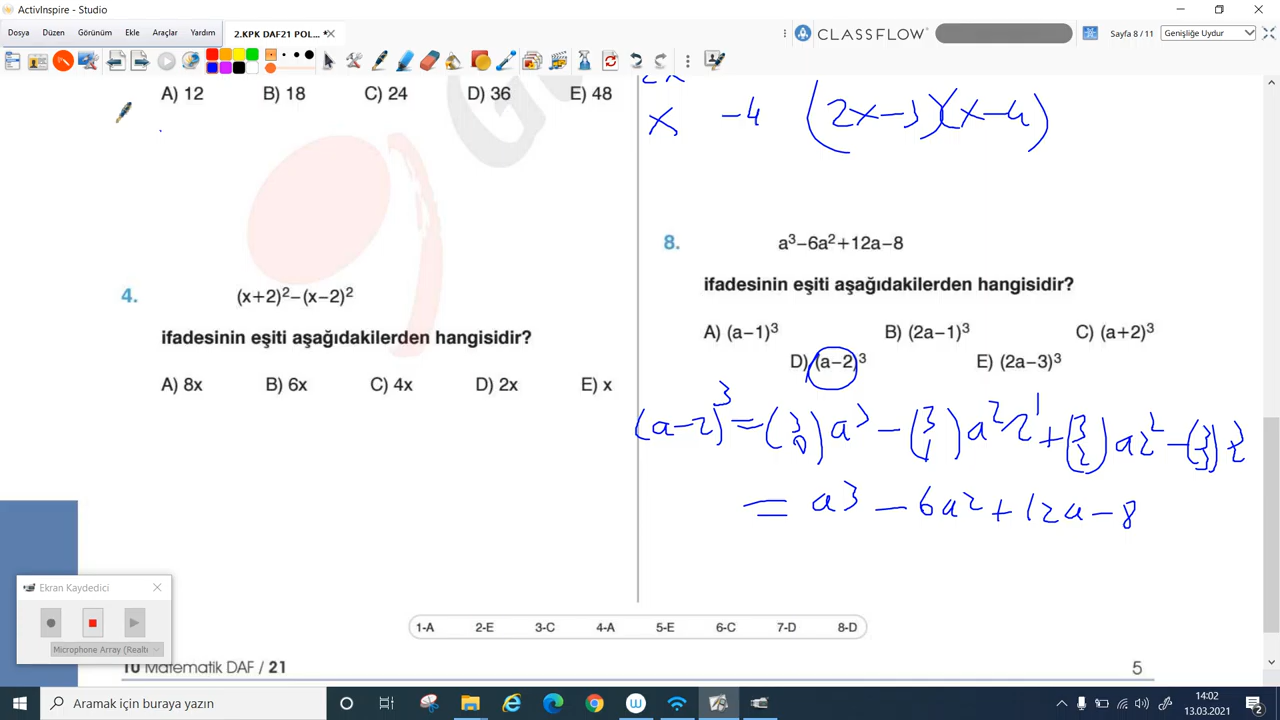 ActivInspire - Studio
Dosya Düzen Görünüm Ekle Araçlar Yardım
2.KPK DAF21 POL...*
CLASSFLOW
Sayfa 8 / 11
Genişliğe Uydur
A) 12 B) 18 C) 24 D) 36 E) 48
4. (x+2)²−(x−2)²
ifadesinin eşiti aşağıdakilerden hangisidir?
A) 8x B) 6x C) 4x D) 2x E) x
x −4 (2x−3)(x−4)
8. a³−6a²+12a−8
ifadesinin eşiti aşağıdakilerden hangisidir?
A) (a−1)³ B) (2a−1)³ C) (a+2)³
D) (a−2)³ E) (2a−3)³
(a−2)³ = (3 0) a³ − (3 1) a² 2¹ + (3 2) a2² − (3 3) 2³
= a³ − 6a² + 12a − 8
Ekran Kaydedici
Microphone Array (Realte
1-A 2-E 3-C 4-A 5-E 6-C 7-D 8-D
10 Matematik DAF / 21
5
Aramak için buraya yazın
14:02
13.03.2021
2